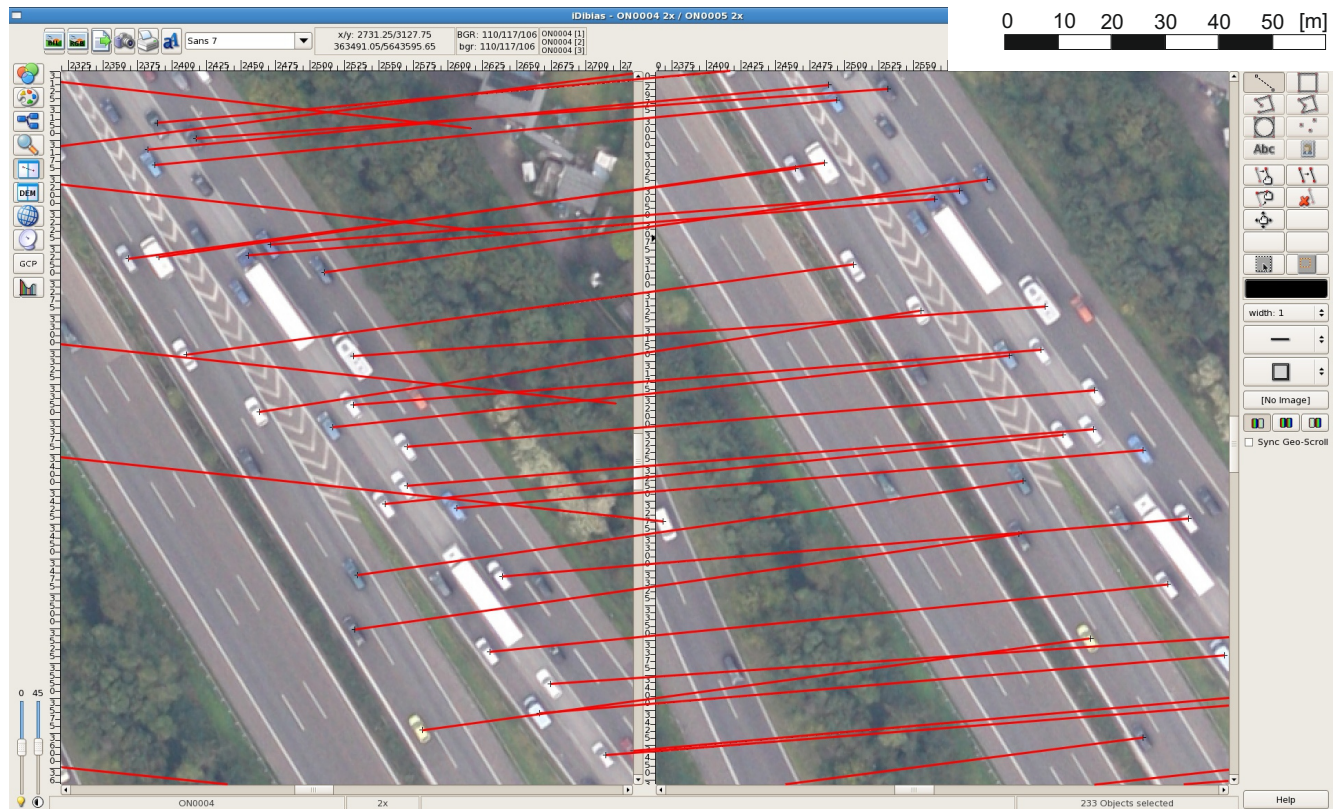 iDibias - ON0004 2x / ON0005 2x
0 10 20 30 40 50 [m]
Sans 7
x/y: 2731.25/3127.75
363491.05/5643595.65
BGR: 110/117/106
bgr: 110/117/106
ON0004 [1]
ON0004 [2]
ON0004 [3]
2325 2350 2375 2400 2425 2450 2475 2500 2525 2550 2575 2600 2625 2650 2675 2700 27
2375 2400 2425 2450 2475 2500 2525 2550
DEM
GCP
Abc
width: 1
[No Image]
Sync Geo-Scroll
0 45
ON0004
2x
233 Objects selected
Help